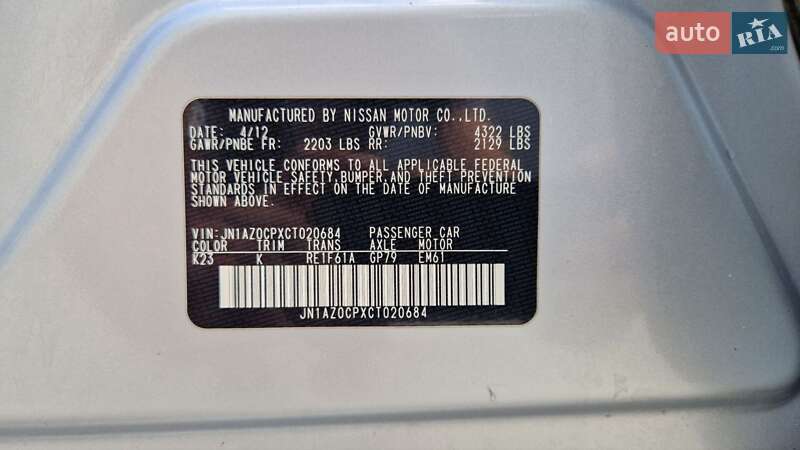 auto RIA
MANUFACTURED BY NISSAN MOTOR CO.,LTD.
DATE: 4/12 GVWR/PNBV: 4322 LBS
GAWR/PNBE FR: 2203 LBS RR: 2129 LBS
THIS VEHICLE CONFORMS TO ALL APPLICABLE FEDERAL
MOTOR VEHICLE SAFETY,BUMPER,AND THEFT PREVENTION
STANDARDS IN EFFECT ON THE DATE OF MANUFACTURE
SHOWN ABOVE.
VIN:JN1AZ0CPXCT020684 PASSENGER CAR
COLOR TRIM TRANS AXLE MOTOR
K23 K RE1F61A GP79 EM61
JN1AZ0CPXCT020684